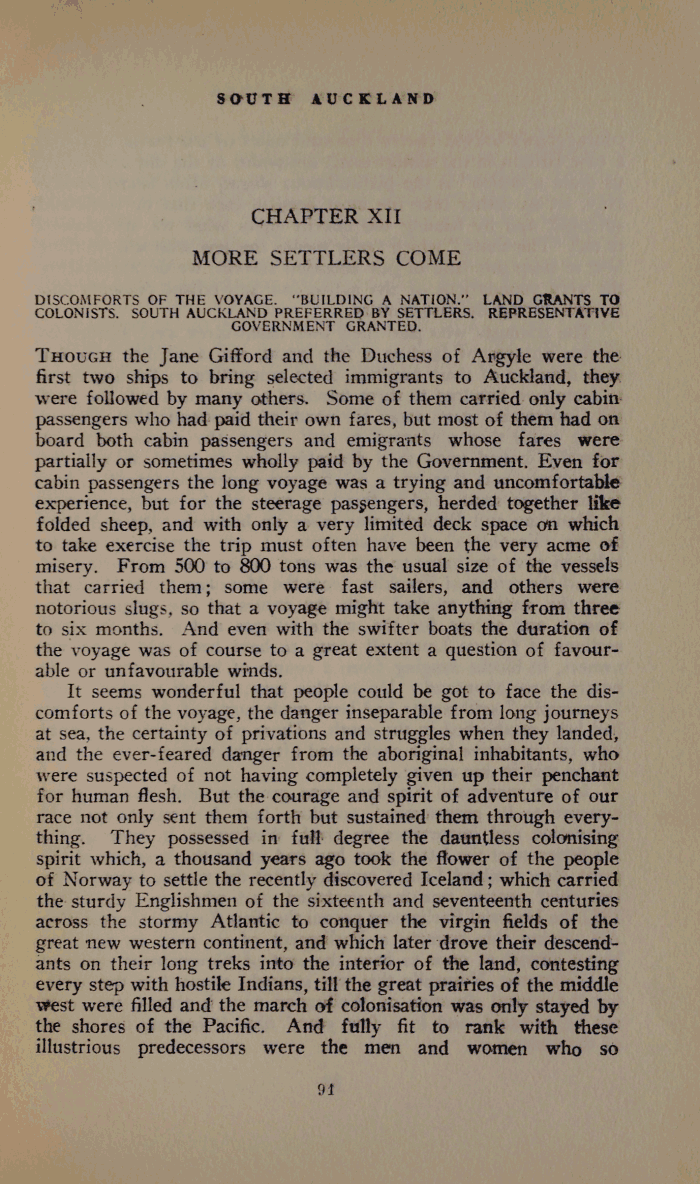 SOUTH AUCKLAND
CHAPTER XII
MORE SETTLERS COME
DISCOMFORTS OF THE VOYAGE. "BUILDING A NATION." LAND GRANTS TO
COLONISTS. SOUTH AUCKLAND PREFERRED BY SETTLERS. REPRESENTATIVE
GOVERNMENT GRANTED.
THOUGH the Jane Gifford and the Duchess of Argyle were the
first two ships to bring selected immigrants to Auckland, they
were followed by many others. Some of them carried only cabin
passengers who had paid their own fares, but most of them had on
board both cabin passengers and emigrants whose fares were
partially or sometimes wholly paid by the Government. Even for
cabin passengers the long voyage was a trying and uncomfortable
experience, but for the steerage passengers, herded together like
folded sheep, and with only a very limited deck space on which
to take exercise the trip must often have been the very acme of
misery. From 500 to 800 tons was the usual size of the vessels
that carried them; some were fast sailers, and others were
notorious slugs, so that a voyage might take anything from three
to six months. And even with the swifter boats the duration of
the voyage was of course to a great extent a question of favour-
able or unfavourable winds.
It seems wonderful that people could be got to face the dis-
comforts of the voyage, the danger inseparable from long journeys
at sea, the certainty of privations and struggles when they landed,
and the ever-feared danger from the aboriginal inhabitants, who
were suspected of not having completely given up their penchant
for human flesh. But the courage and spirit of adventure of our
race not only sent them forth but sustained them through every-
thing. They possessed in full degree the dauntless colonising
spirit which, a thousand years ago took the flower of the people
of Norway to settle the recently discovered Iceland; which carried
the sturdy Englishmen of the sixteenth and seventeenth centuries
across the stormy Atlantic to conquer the virgin fields of the
great new western continent, and which later drove their descend-
ants on their long treks into the interior of the land, contesting
every step with hostile Indians, till the great prairies of the middle
west were filled and the march of colonisation was only stayed by
the shores of the Pacific. And fully fit to rank with these
illustrious predecessors were the men and women who so
91